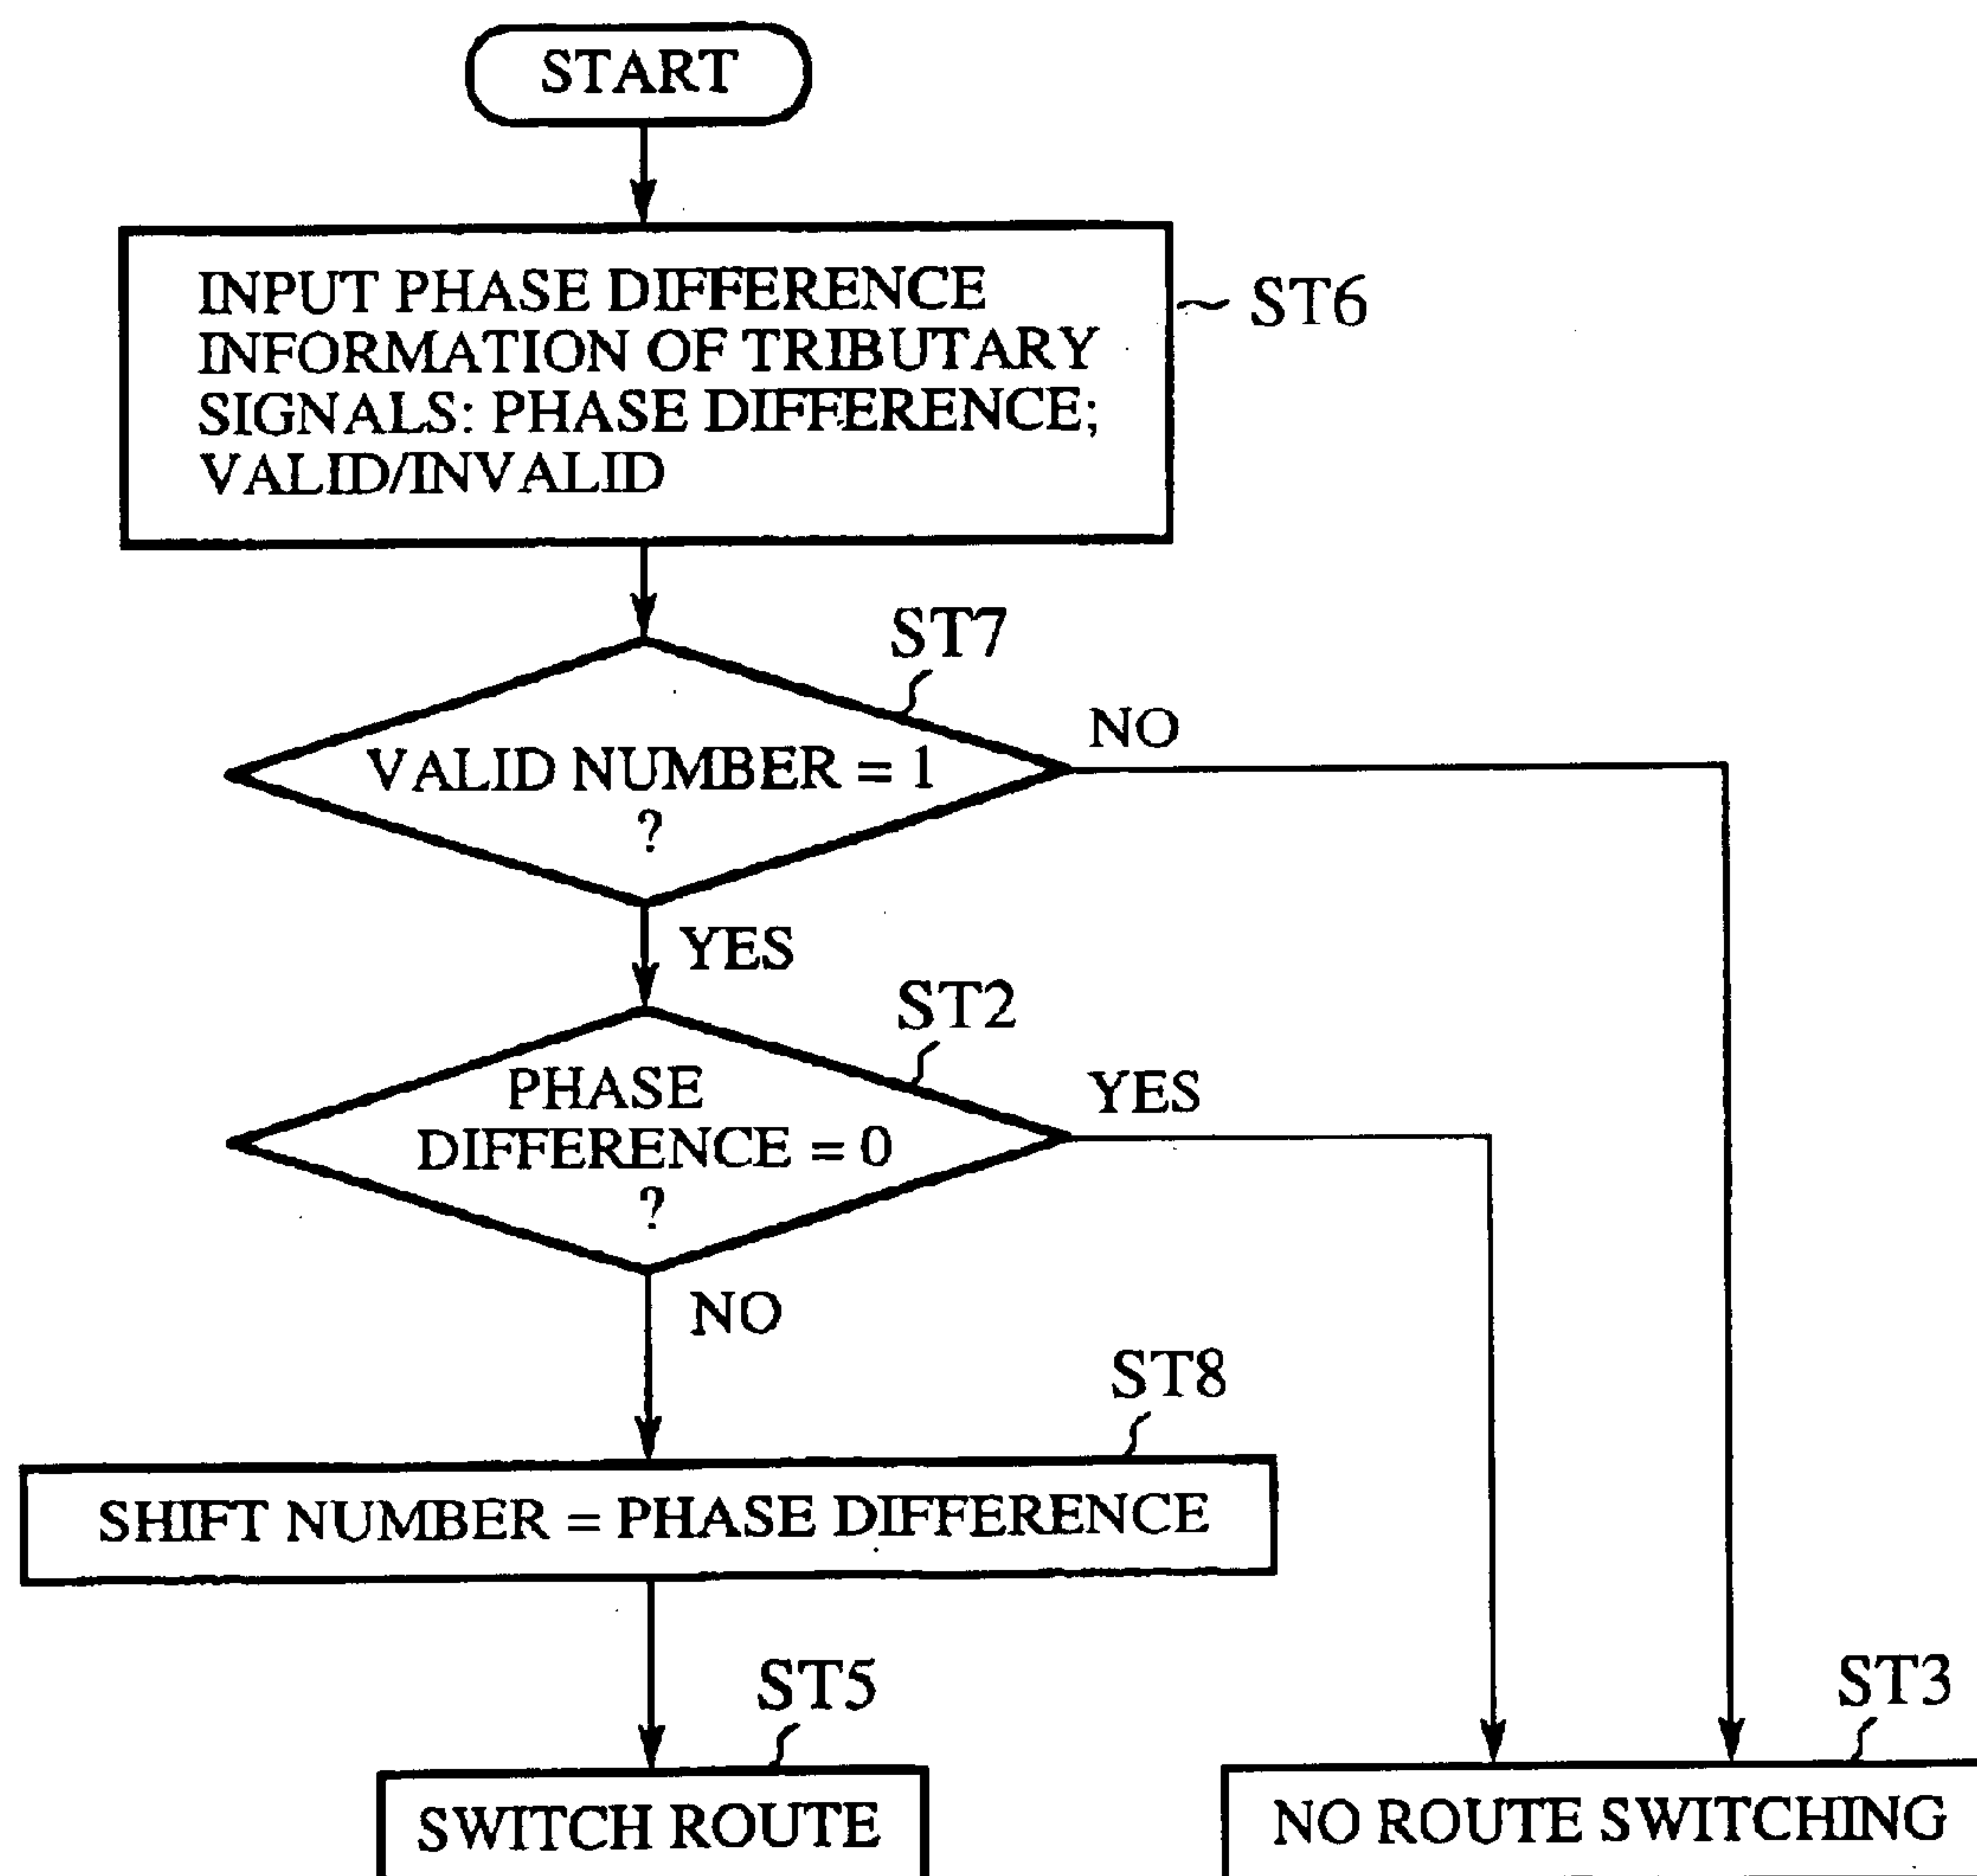 START
INPUT PHASE DIFFERENCE
INFORMATION OF TRIBUTARY
SIGNALS: PHASE DIFFERENCE;
VALID/INVALID
ST6
ST7
VALID NUMBER = 1
?
NO
YES
ST2
PHASE
DIFFERENCE = 0
?
YES
NO
ST8
SHIFT NUMBER = PHASE DIFFERENCE
ST5
SWITCH ROUTE
ST3
NO ROUTE SWITCHING